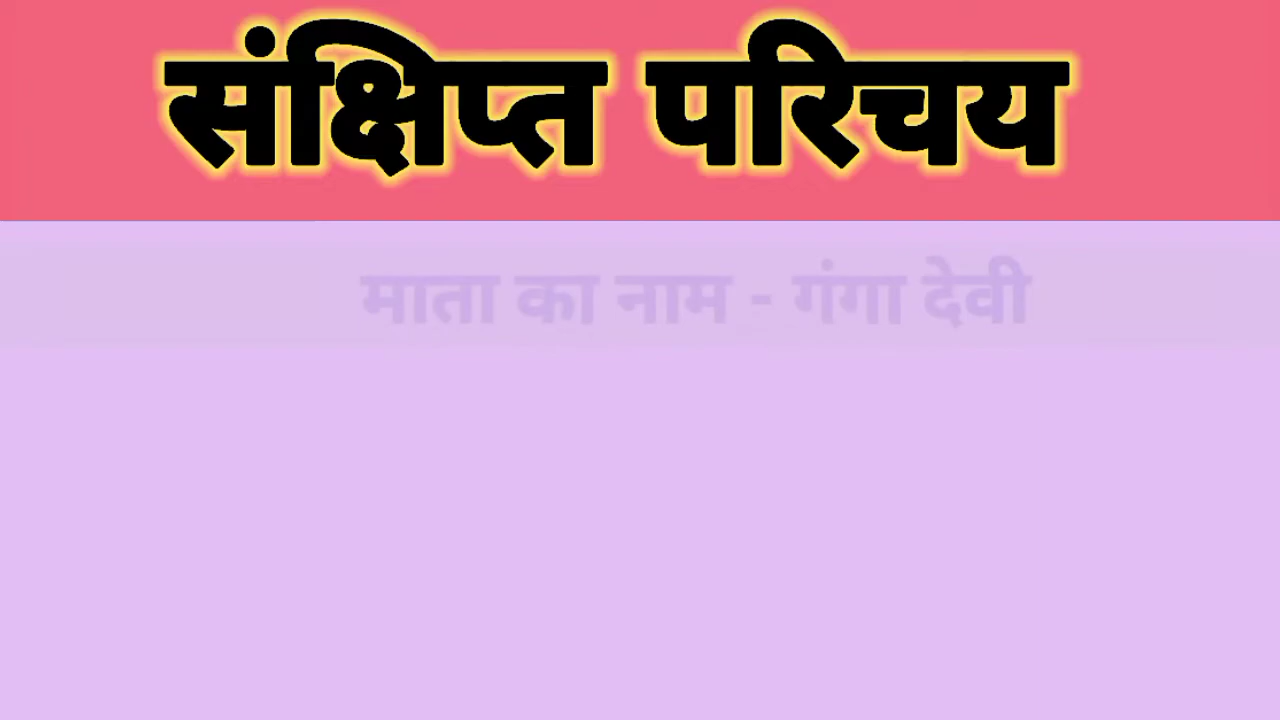 संक्षिप्त परिचय
माता का नाम - गंगा देवी